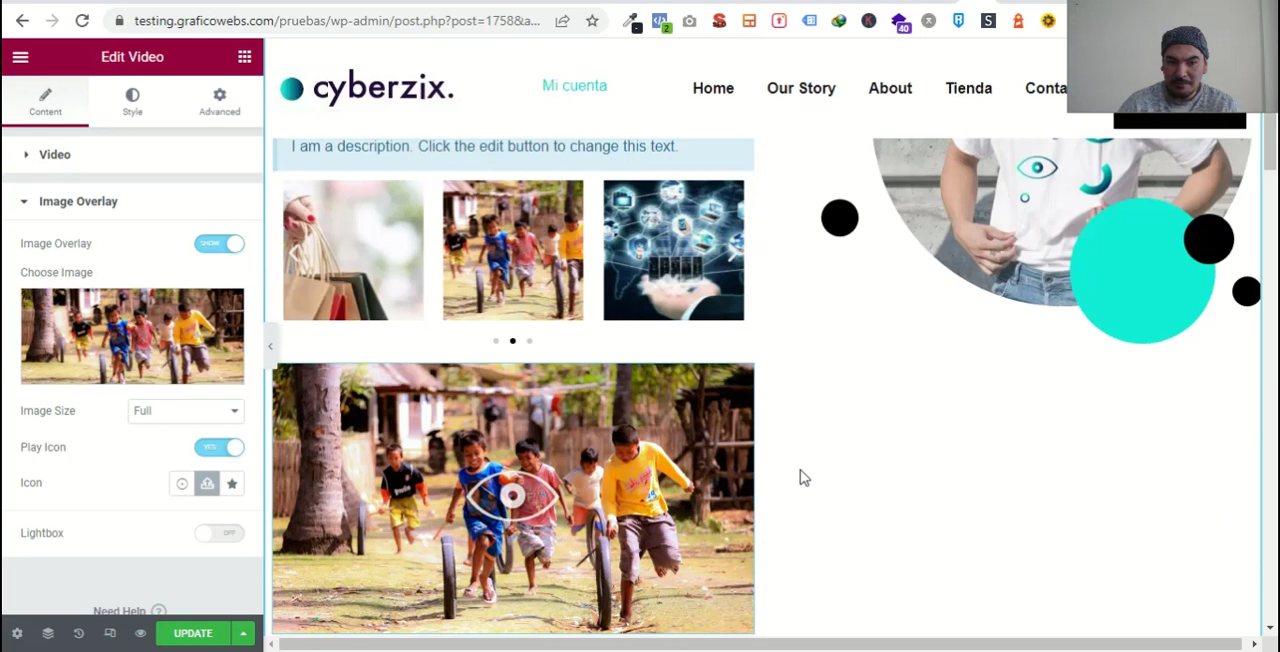 testing.graficowebs.com/pruebas/wp-admin/post.php?post=1758&a...
2
40
Edit Video
Content
Style
Advanced
Video
Image Overlay
Image Overlay
SHOW
Choose Image
Image Size
Full
Play Icon
YES
Icon
Lightbox
OFF
Need Help
UPDATE
cyberzix.
Mi cuenta
Home
Our Story
About
Tienda
Conta
I am a description. Click the edit button to change this text.